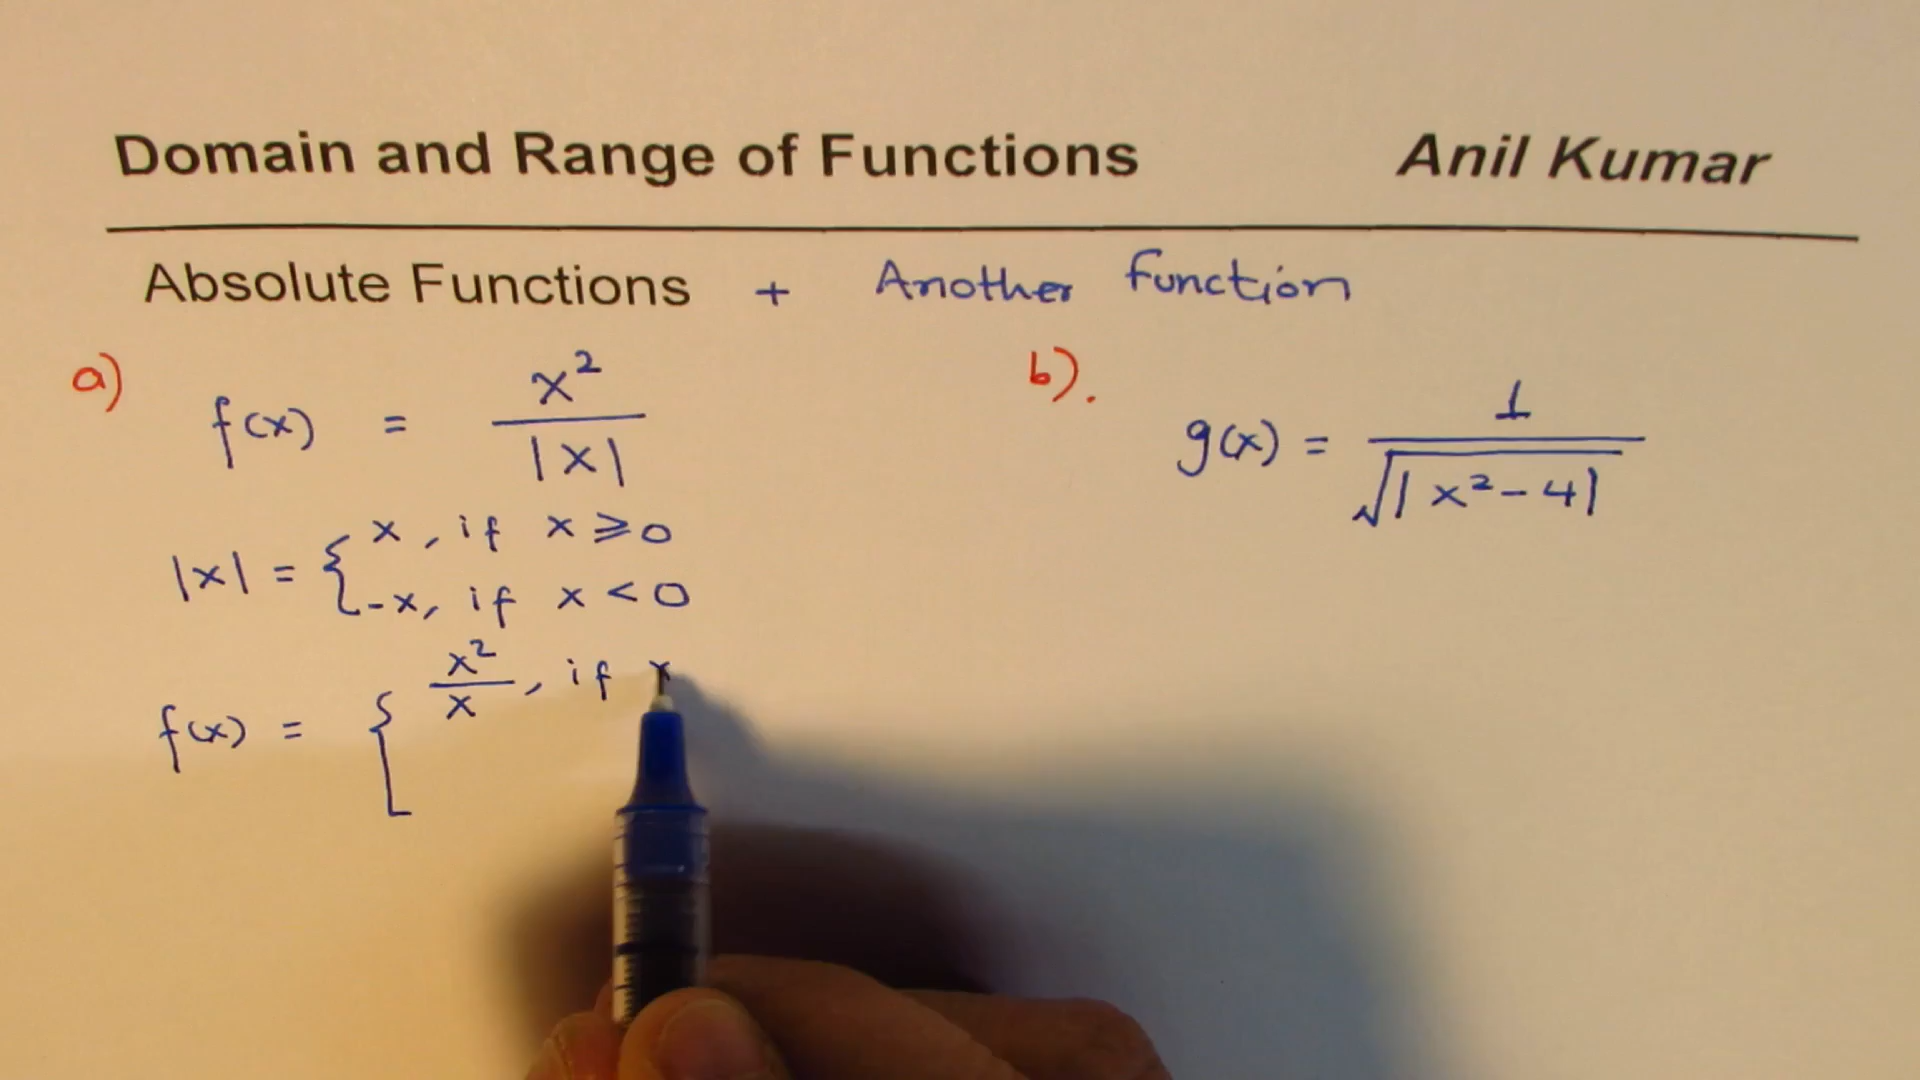 Domain and Range of Functions Anil Kumar
Absolute Functions + Another Function
a) f(x) = x² / |x|
b). g(x) = 1 / √|x²-4|
|x| = { x, if x ⩾ 0
-x, if x < 0
f(x) = { x² / x, if x